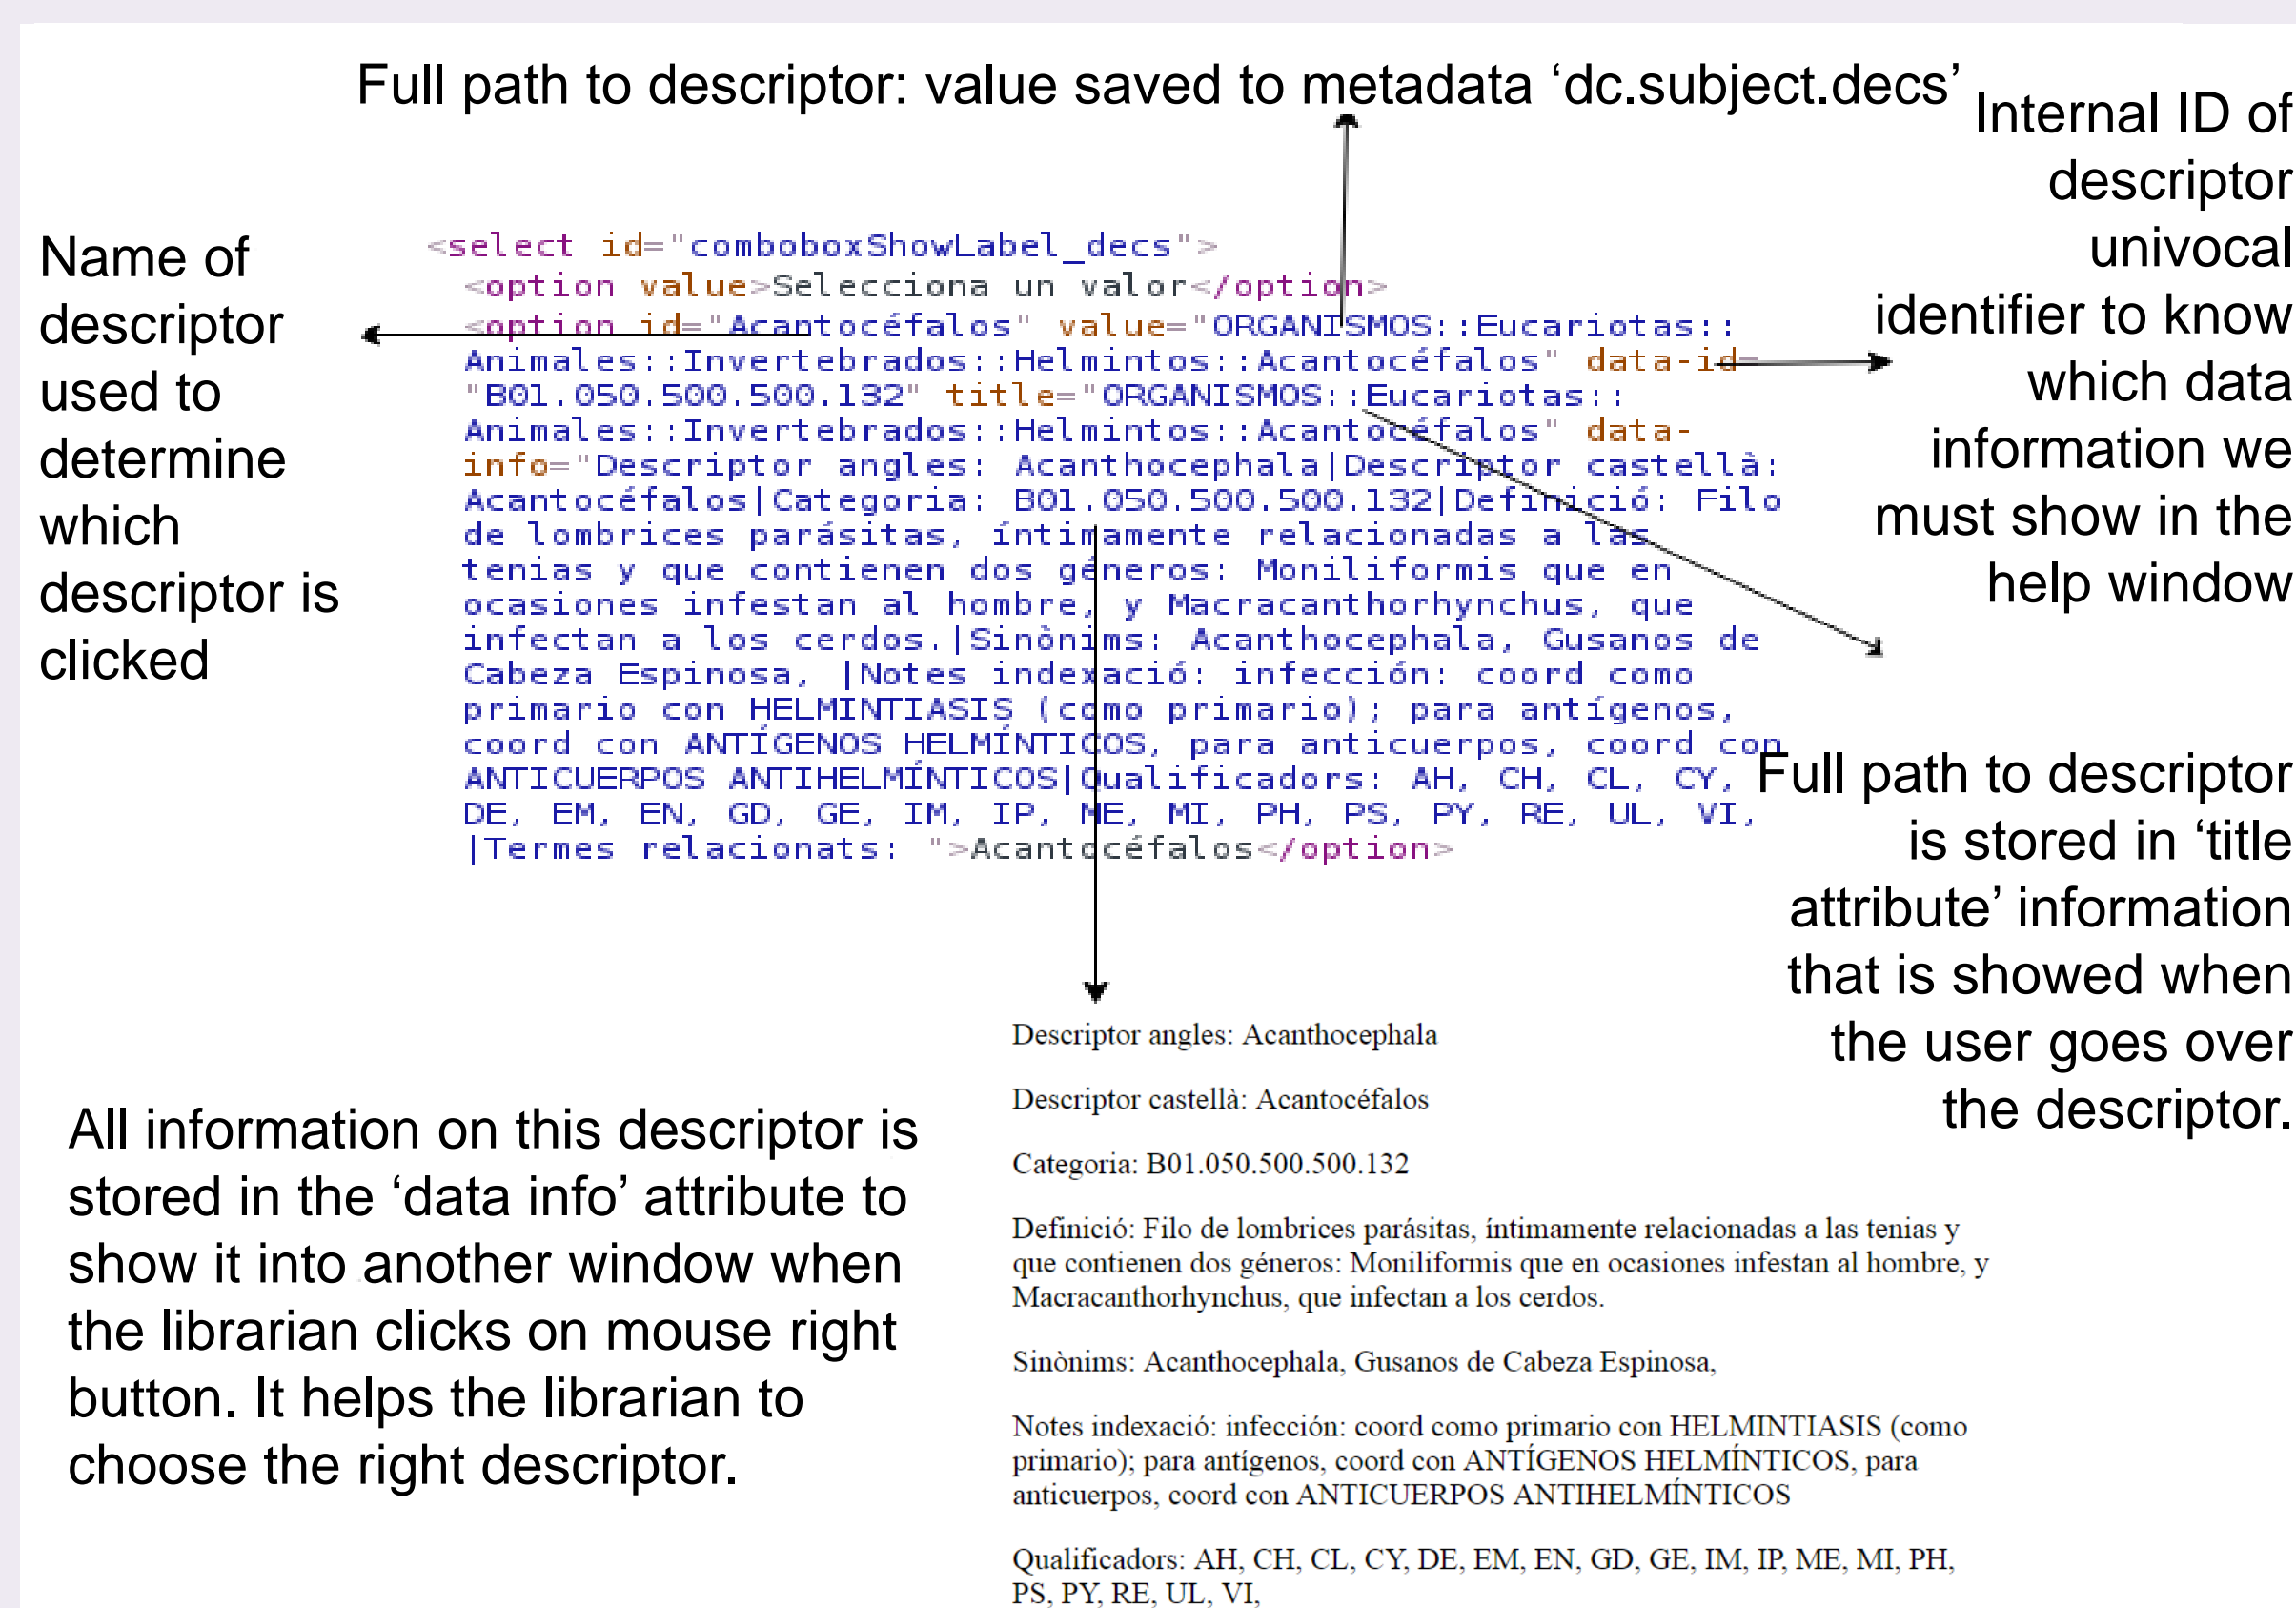 Full path to descriptor: value saved to metadata ‘dc.subject.decs’
Internal ID of
descriptor
univocal
identifier to know
which data
information we
must show in the
help window
Name of
descriptor
used to
determine
which
descriptor is
clicked
<select id="comboboxShowLabel_decs">
<option value>Selecciona un valor</option>
<option id="Acantocéfalos" value="ORGANISMOS::Eucariotas::
Animales::Invertebrados::Helmintos::Acantocéfalos" data-id=
"B01.050.500.500.132" title="ORGANISMOS::Eucariotas::
Animales::Invertebrados::Helmintos::Acantocéfalos" data-
info="Descriptor angles: Acanthocephala|Descriptor castellà:
Acantocéfalos|Categoria: B01.050.500.500.132|Definició: Filo
de lombrices parásitas, íntimamente relacionadas a las
tenias y que contienen dos géneros: Moniliformis que en
ocasiones infestan al hombre, y Macracanthorhynchus, que
infectan a los cerdos.|Sinònims: Acanthocephala, Gusanos de
Cabeza Espinosa, |Notes indexació: infección: coord como
primario con HELMINTIASIS (como primario); para antígenos,
coord con ANTÍGENOS HELMÍNTICOS, para anticuerpos, coord con
ANTICUERPOS ANTIHELMÍNTICOS|Qualificadors: AH, CH, CL, CY,
DE, EM, EN, GD, GE, IM, IP, ME, MI, PH, PS, PY, RE, UL, VI,
|Termes relacionats: ">Acantocéfalos</option>
Full path to descriptor
is stored in ‘title
attribute’ information
that is showed when
the user goes over
the descriptor.
All information on this descriptor is
stored in the ‘data info’ attribute to
show it into another window when
the librarian clicks on mouse right
button. It helps the librarian to
choose the right descriptor.
Descriptor angles: Acanthocephala
Descriptor castellà: Acantocéfalos
Categoria: B01.050.500.500.132
Definició: Filo de lombrices parásitas, íntimamente relacionadas a las tenias y
que contienen dos géneros: Moniliformis que en ocasiones infestan al hombre, y
Macracanthorhynchus, que infectan a los cerdos.
Sinònims: Acanthocephala, Gusanos de Cabeza Espinosa,
Notes indexació: infección: coord como primario con HELMINTIASIS (como
primario); para antígenos, coord con ANTÍGENOS HELMÍNTICOS, para
anticuerpos, coord con ANTICUERPOS ANTIHELMÍNTICOS
Qualificadors: AH, CH, CL, CY, DE, EM, EN, GD, GE, IM, IP, ME, MI, PH,
PS, PY, RE, UL, VI,